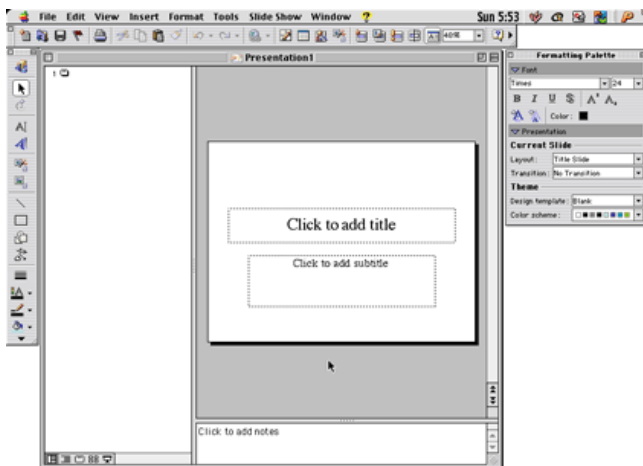 File Edit View Insert Format Tools Slide Show Window ? Sun 5:53
40%
Presentation1
1
Click to add title
Click to add subtitle
Click to add notes
Formatting Palette
Font
Times 24
B I U S A A
Color:
Presentation
Current Slide
Layout: Title Slide
Transition: No Transition
Theme
Design template: Blank
Color scheme: